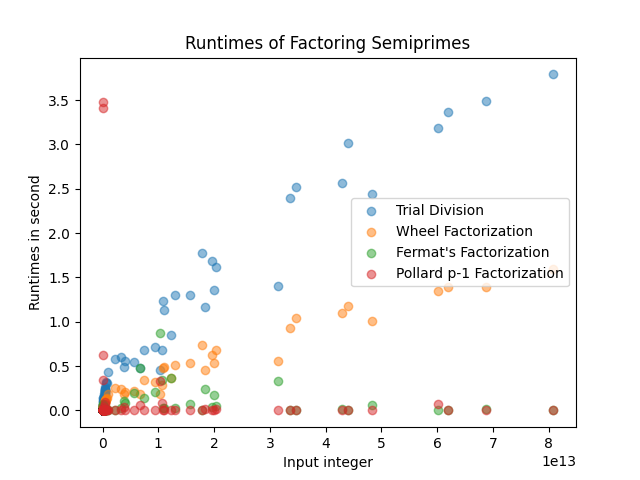 Runtimes of Factoring Semiprimes
Runtimes in second
3.5
3.0
2.5
2.0
1.5
1.0
0.5
0.0
Trial Division
Wheel Factorization
Fermat's Factorization
Pollard p-1 Factorization
0 1 2 3 4 5 6 7 8
1e13
Input integer